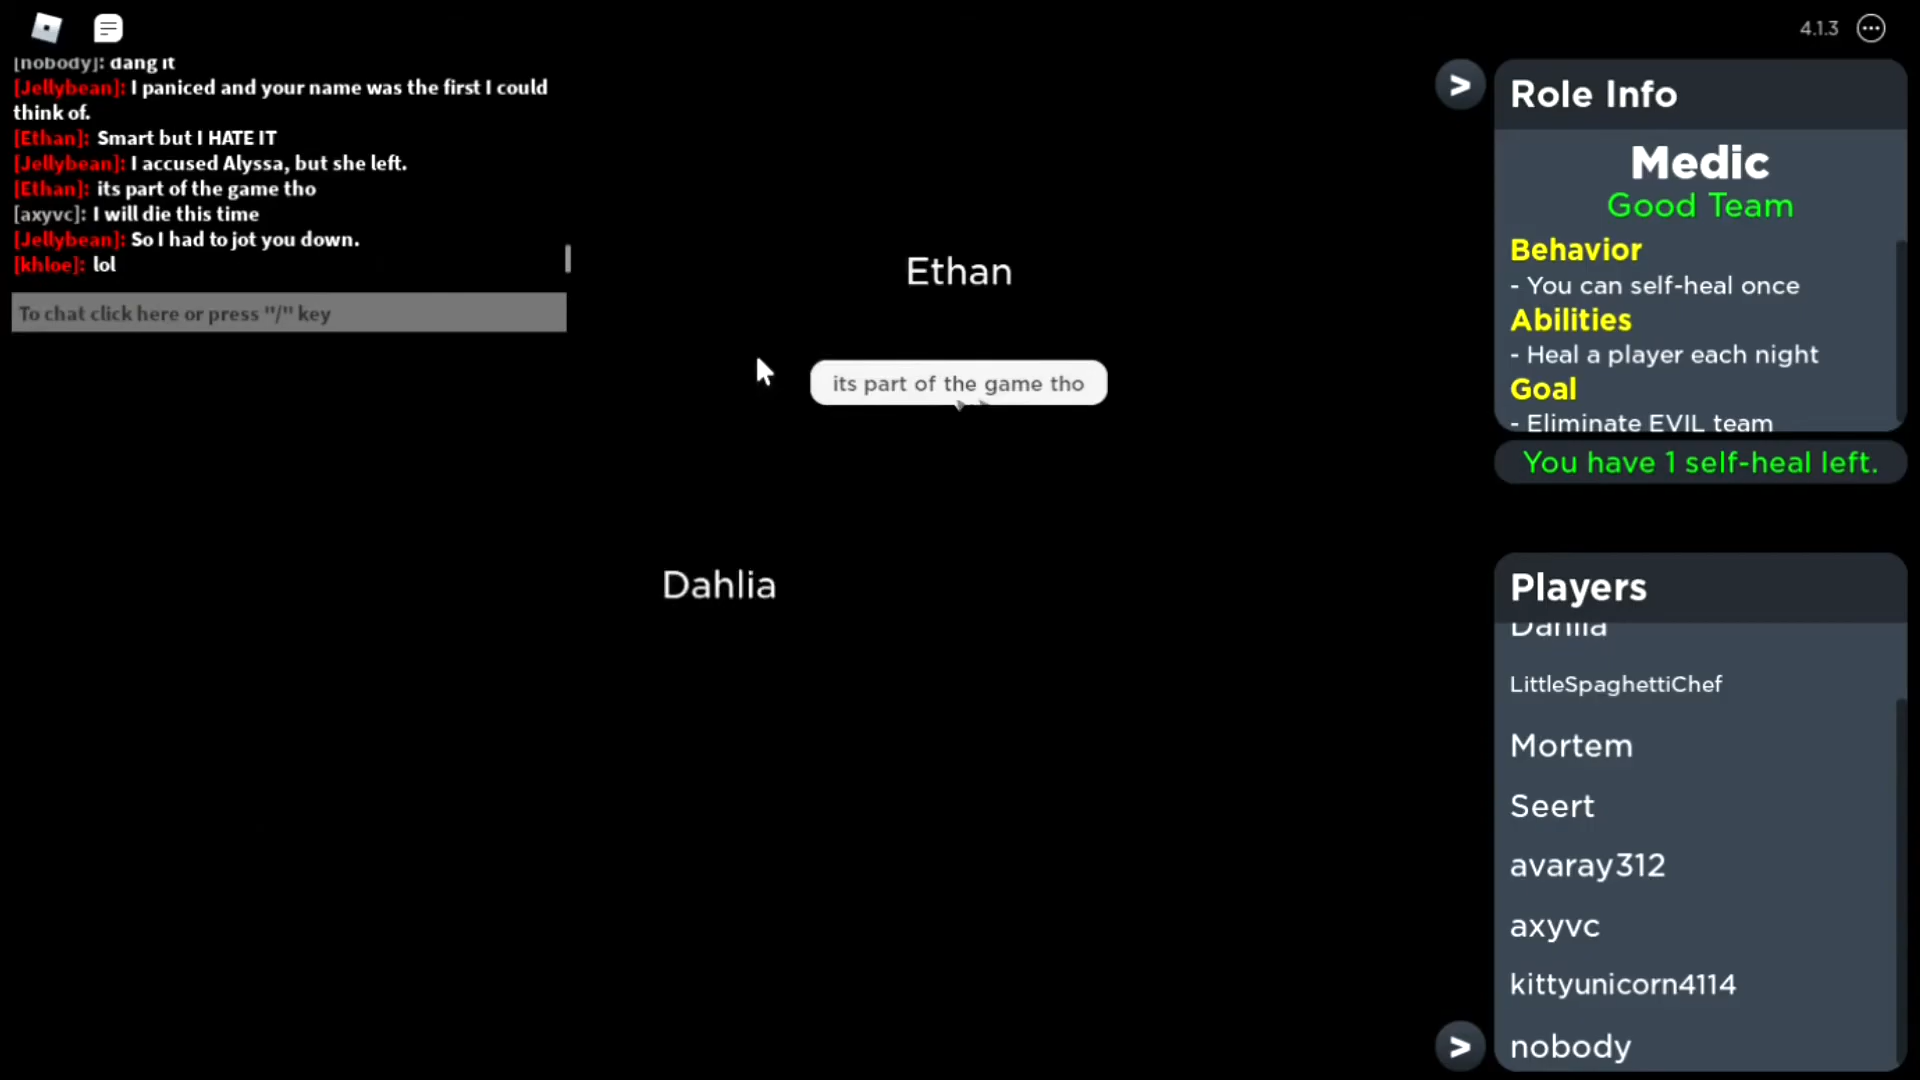 4.1.3
[nobody]: dang it
[Jellybean]: I paniced and your name was the first I could
think of.
[Ethan]: Smart but I HATE IT
[Jellybean]: I accused Alyssa, but she left.
[Ethan]: its part of the game tho
[axyvc]: I will die this time
[Jellybean]: So I had to jot you down.
[khloe]: lol
To chat click here or press "/" key
Ethan
its part of the game tho
Dahlia
>
Role Info
Medic
Good Team
Behavior
- You can self-heal once
Abilities
- Heal a player each night
Goal
- Eliminate EVIL team
You have 1 self-heal left.
Players
Dahlia
LittleSpaghettiChef
Mortem
Seert
avaray312
axyvc
kittyunicorn4114
nobody
>